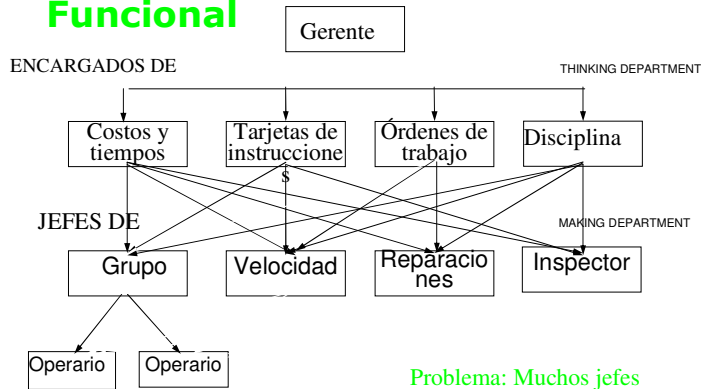 Funcional
Gerente
ENCARGADOS DE
THINKING DEPARTMENT
Costos y
tiempos
Tarjetas de
instruccione
s
Órdenes de
trabajo
Disciplina
JEFES DE
MAKING DEPARTMENT
Grupo
Velocidad
Reparacio
nes
Inspector
Operario
Operario
Problema: Muchos jefes